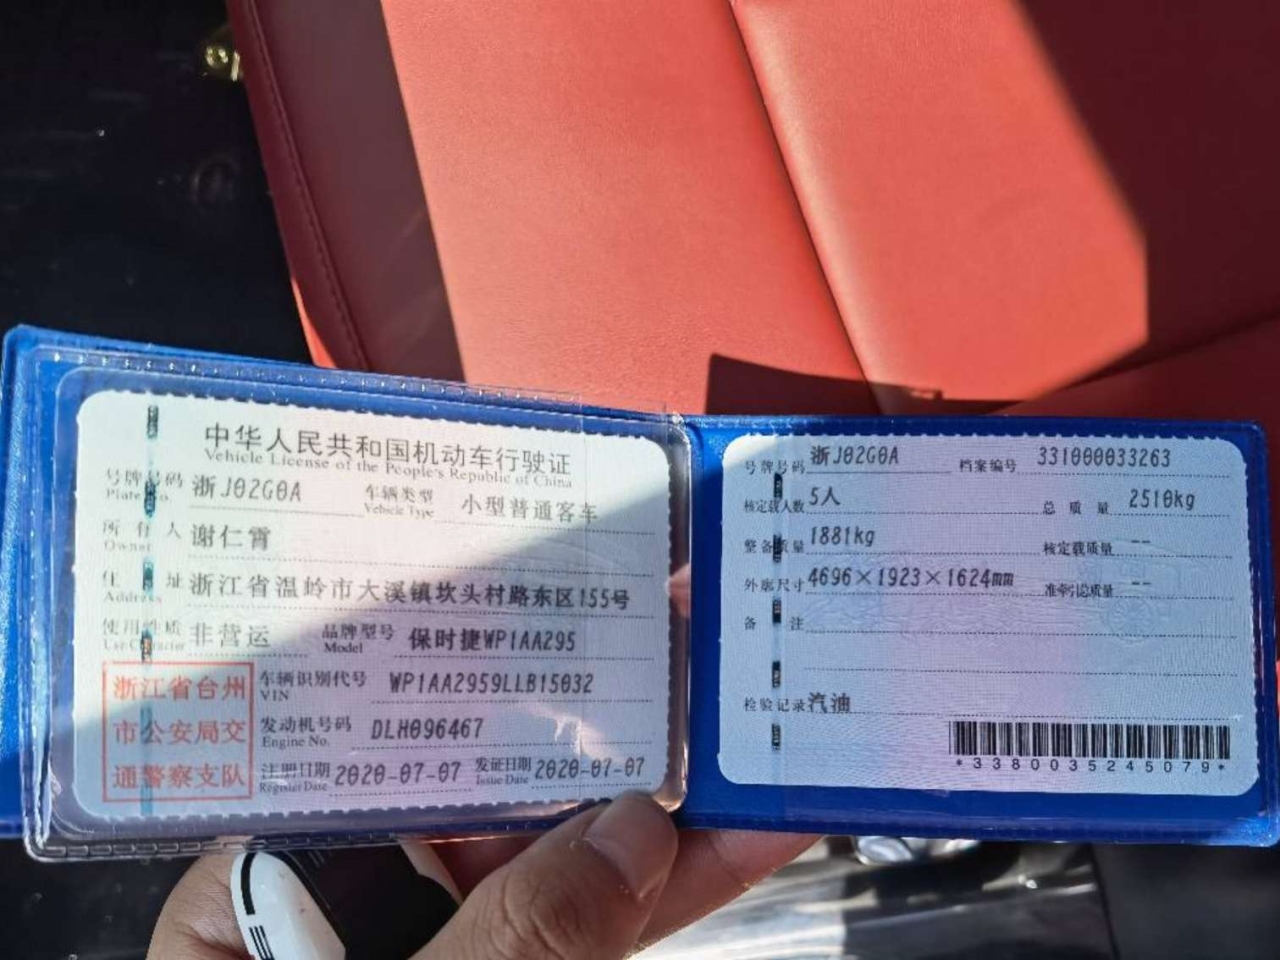 中华人民共和国机动车行驶证
Vehicle License of the People's Republic of China
号牌号码 浙J02G0A 车辆类型 小型普通客车
Plate No. Vehicle Type
所有人 谢仁霄
Owner
住址 浙江省温岭市大溪镇坎头村路东区155号
Address
使用性质 非营运 品牌型号 保时捷WP1AA295
Use Character Model
浙江省台州
市公安局交
通警察支队
车辆识别代号 WP1AA2959LLB15032
VIN
发动机号码 DLH096467
Engine No.
注册日期 2020-07-07 发证日期 2020-07-07
Register Date Issue Date
号牌号码 浙J02G0A 档案编号 331000033263
核定载人数 5人 总质量 2510kg
整备质量 1881kg 核定载质量 --
外廓尺寸 4696×1923×1624mm 准牵引总质量 --
备注
检验记录 汽油
*3380035245079*